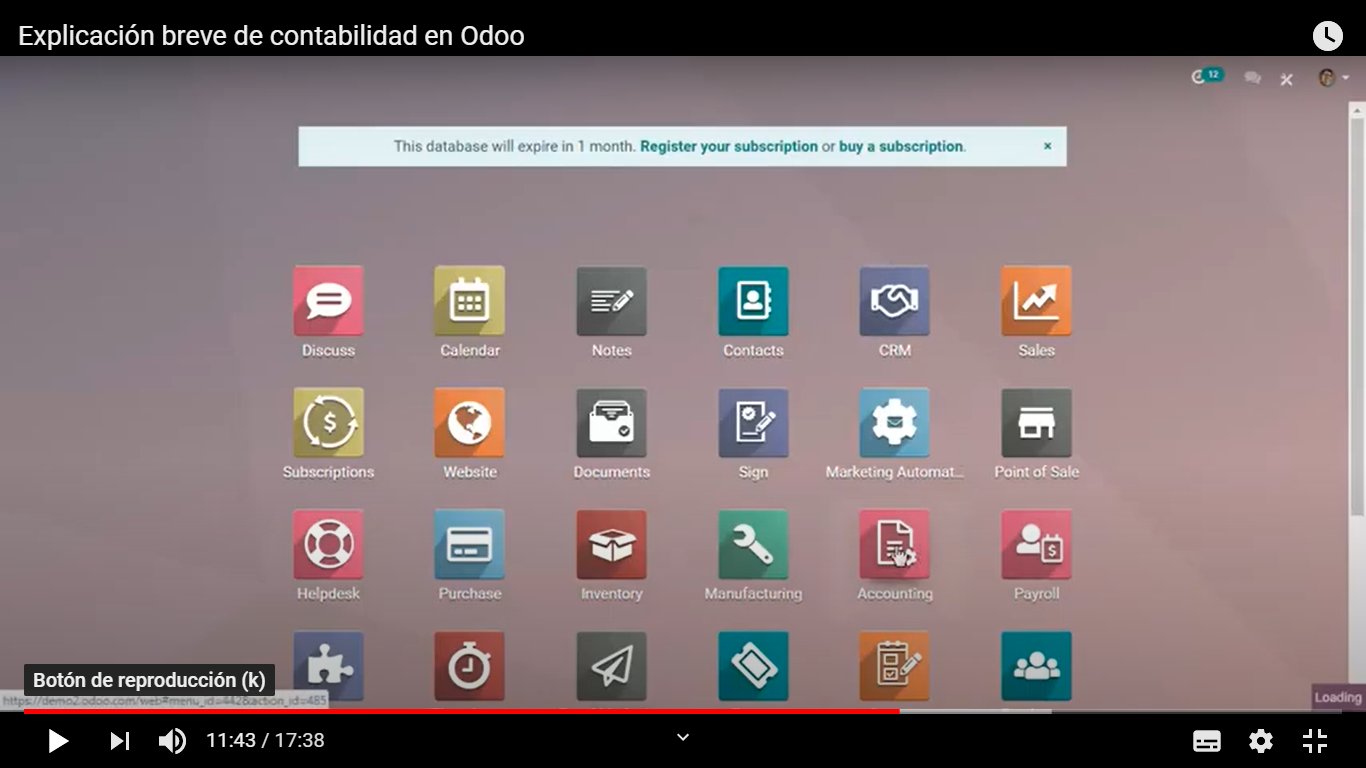 Explicación breve de contabilidad en Odoo
12
This database will expire in 1 month. Register your subscription or buy a subscription.
×
Discuss
Calendar
Notes
Contacts
CRM
Sales
Subscriptions
Website
Documents
Sign
Marketing Automat...
Point of Sale
Helpdesk
Purchase
Inventory
Manufacturing
Accounting
Payroll
Botón de reproducción (k)
https://demo2.odoo.com/web#menu_id=442&action_id=485
Loading
11:43 / 17:38